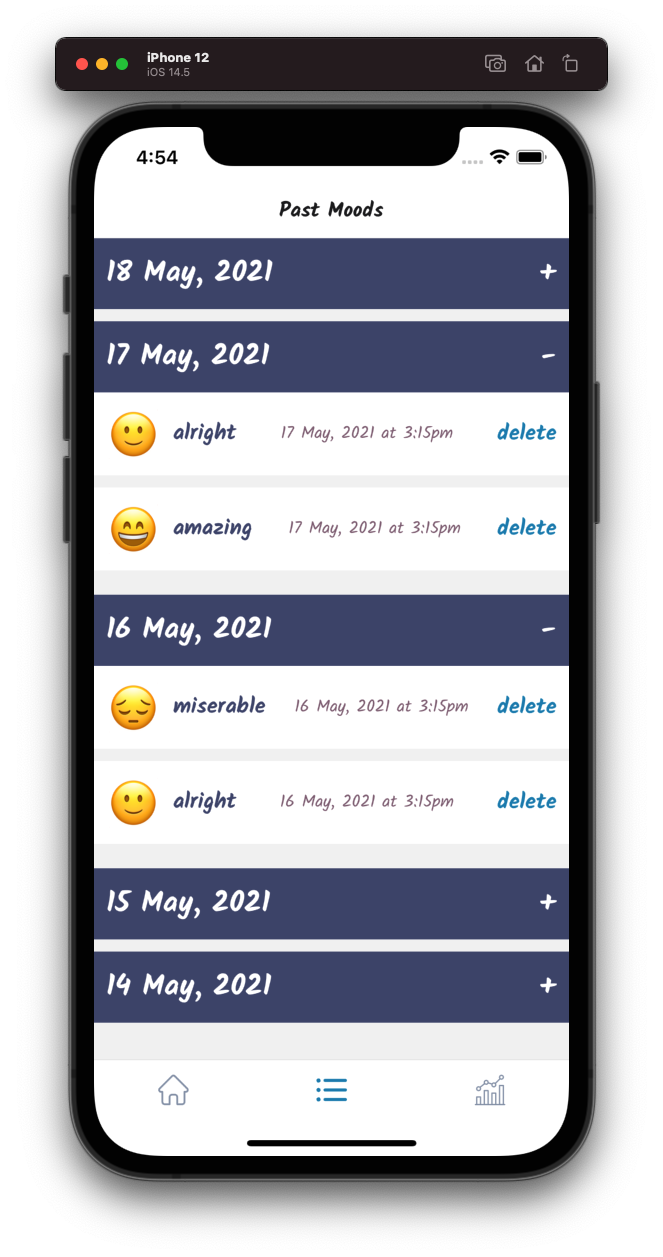 iPhone 12
iOS 14.5
4:54
Past Moods
18 May, 2021 +
17 May, 2021 -
alright 17 May, 2021 at 3:15pm delete
amazing 17 May, 2021 at 3:15pm delete
16 May, 2021 -
miserable 16 May, 2021 at 3:15pm delete
alright 16 May, 2021 at 3:15pm delete
15 May, 2021 +
14 May, 2021 +